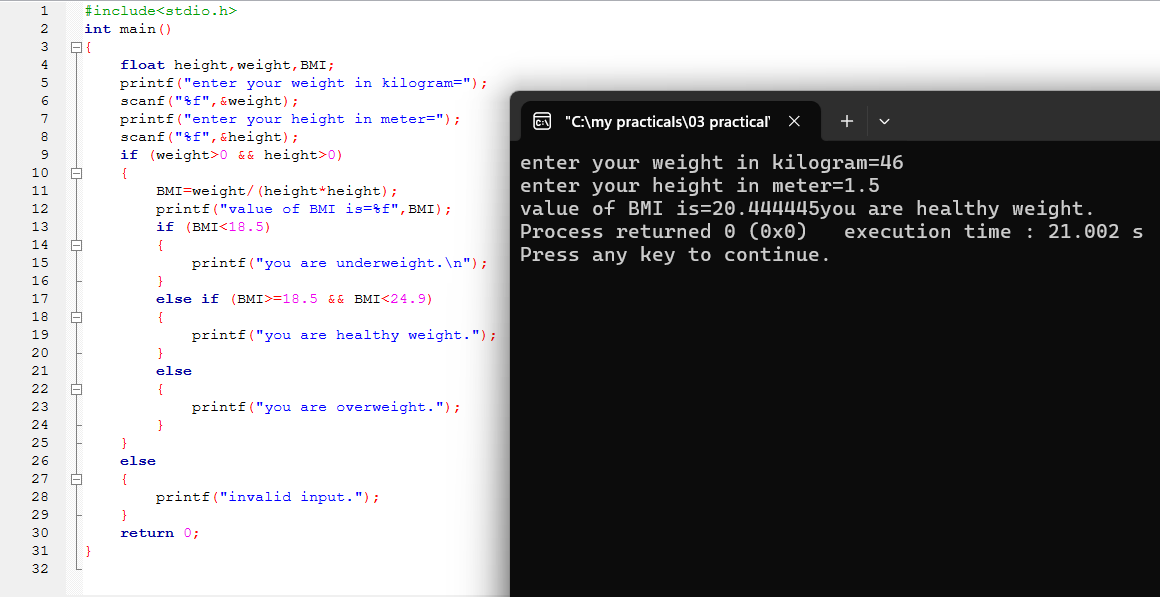 1 #include<stdio.h>
2 int main()
3 {
4 float height,weight,BMI;
5 printf("enter your weight in kilogram=");
6 scanf("%f",&weight);
7 printf("enter your height in meter=");
8 scanf("%f",&height);
9 if (weight>0 && height>0)
10 {
11 BMI=weight/(height*height);
12 printf("value of BMI is=%f",BMI);
13 if (BMI<18.5)
14 {
15 printf("you are underweight.\n");
16 }
17 else if (BMI>=18.5 && BMI<24.9)
18 {
19 printf("you are healthy weight.");
20 }
21 else
22 {
23 printf("you are overweight.");
24 }
25 }
26 else
27 {
28 printf("invalid input.");
29 }
30 return 0;
31 }
32
"C:\my practicals\03 practical'
enter your weight in kilogram=46
enter your height in meter=1.5
value of BMI is=20.444445you are healthy weight.
Process returned 0 (0x0)   execution time : 21.002 s
Press any key to continue.